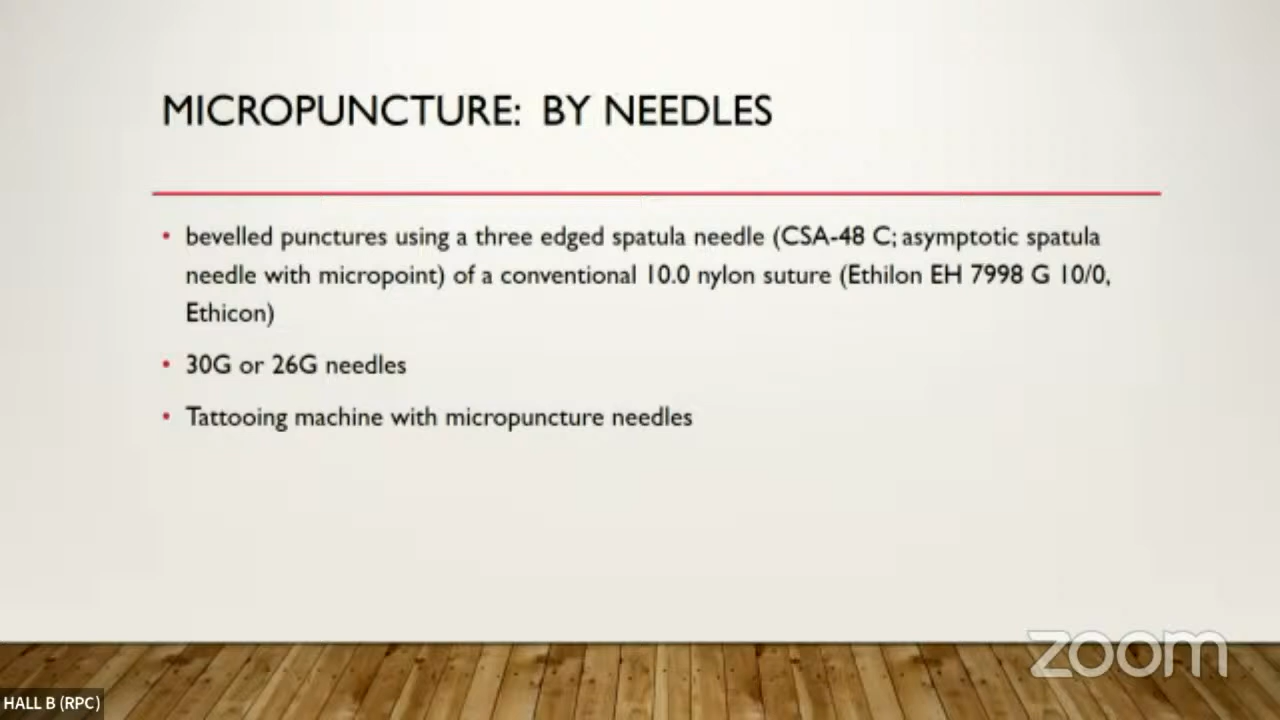 MICROPUNCTURE: BY NEEDLES
• bevelled punctures using a three edged spatula needle (CSA-48 C; asymptotic spatula
needle with micropoint) of a conventional 10.0 nylon suture (Ethilon EH 7998 G 10/0,
Ethicon)
• 30G or 26G needles
• Tattooing machine with micropuncture needles
zoom
HALL B (RPC)